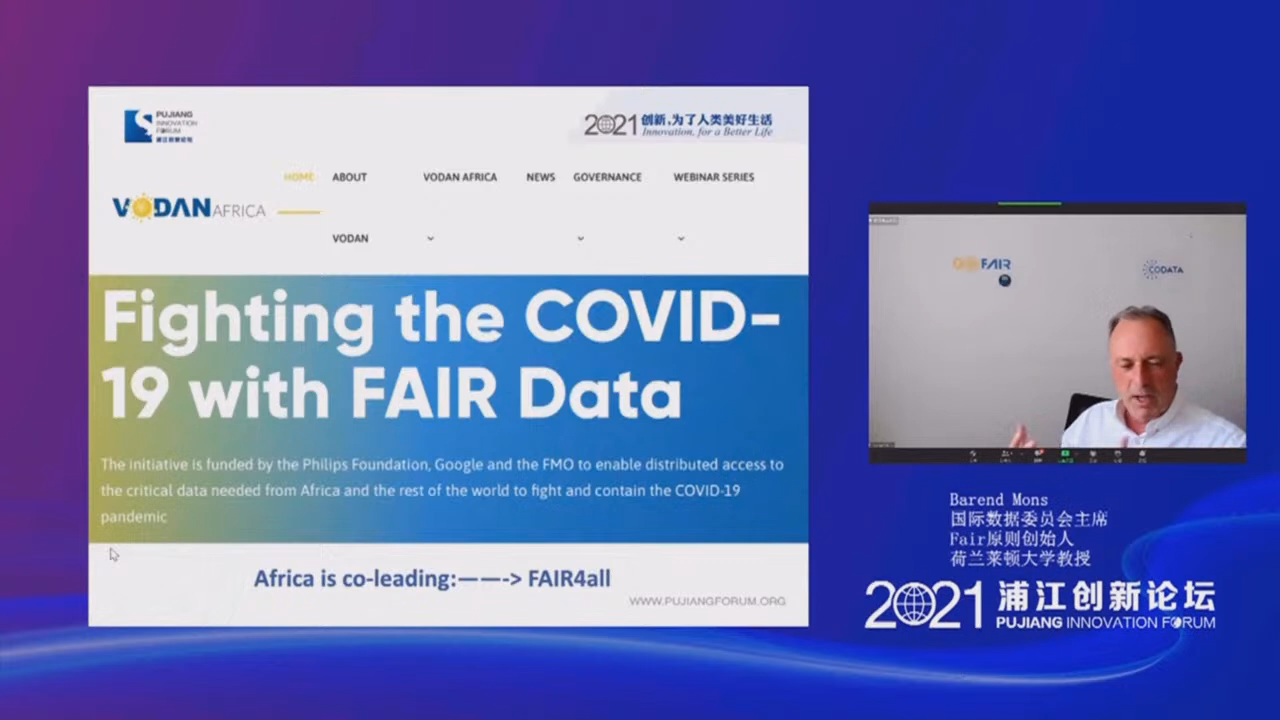 PUJIANG
INNOVATION
FORUM
浦江创新论坛
2021 创新,为了人类美好生活
Innovation, for a Better Life
HOME ABOUT VODAN AFRICA NEWS GOVERNANCE WEBINAR SERIES
VODAN AFRICA
VODAN
Fighting the COVID-
19 with FAIR Data
The initiative is funded by the Philips Foundation, Google and the FMO to enable distributed access to
the critical data needed from Africa and the rest of the world to fight and contain the COVID-19
pandemic
Africa is co-leading:——-> FAIR4all
WWW.PUJIANGFORUM.ORG
GO FAIR
CODATA
Barend Mons
国际数据委员会主席
Fair原则创始人
荷兰莱顿大学教授
2021 浦江创新论坛
PUJIANG INNOVATION FORUM